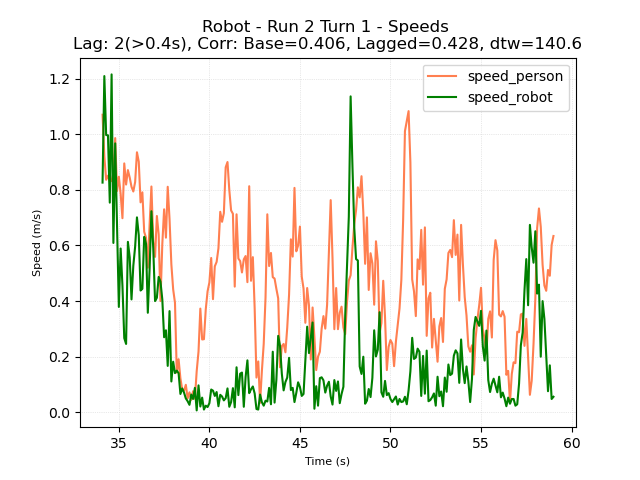 Robot - Run 2 Turn 1 - Speeds
Lag: 2(>0.4s), Corr: Base=0.406, Lagged=0.428, dtw=140.6
speed_person
speed_robot
1.2
1.0
0.8
0.6
0.4
0.2
0.0
Speed (m/s)
35 40 45 50 55 60
Time (s)